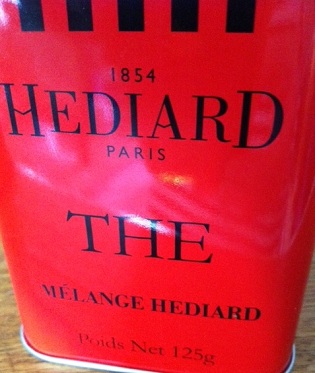 1854
HEDIARD
PARIS
THE
MÉLANGE HEDIARD
Poids Net 125g